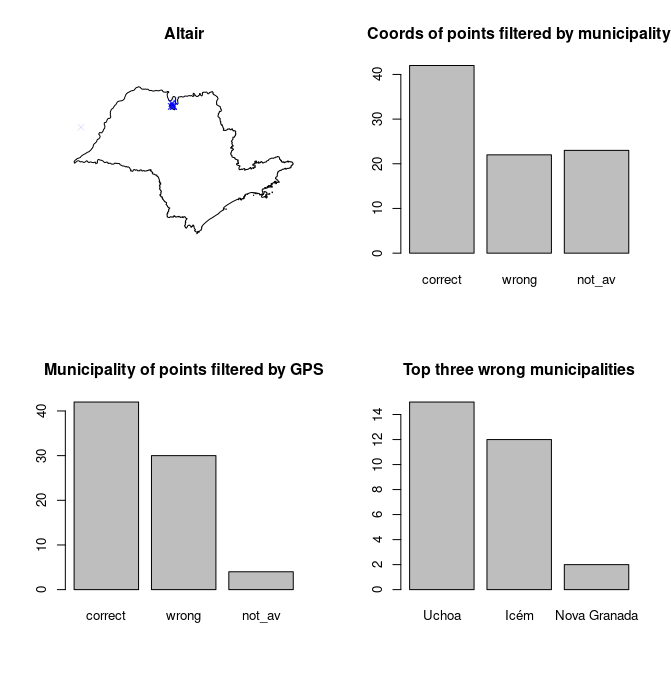 Altair
Coords of points filtered by municipality
0 10 20 30 40
correct wrong not_av
Municipality of points filtered by GPS
0 10 20 30 40
correct wrong not_av
Top three wrong municipalities
0 2 4 6 8 10 12 14
Uchoa Icém Nova Granada